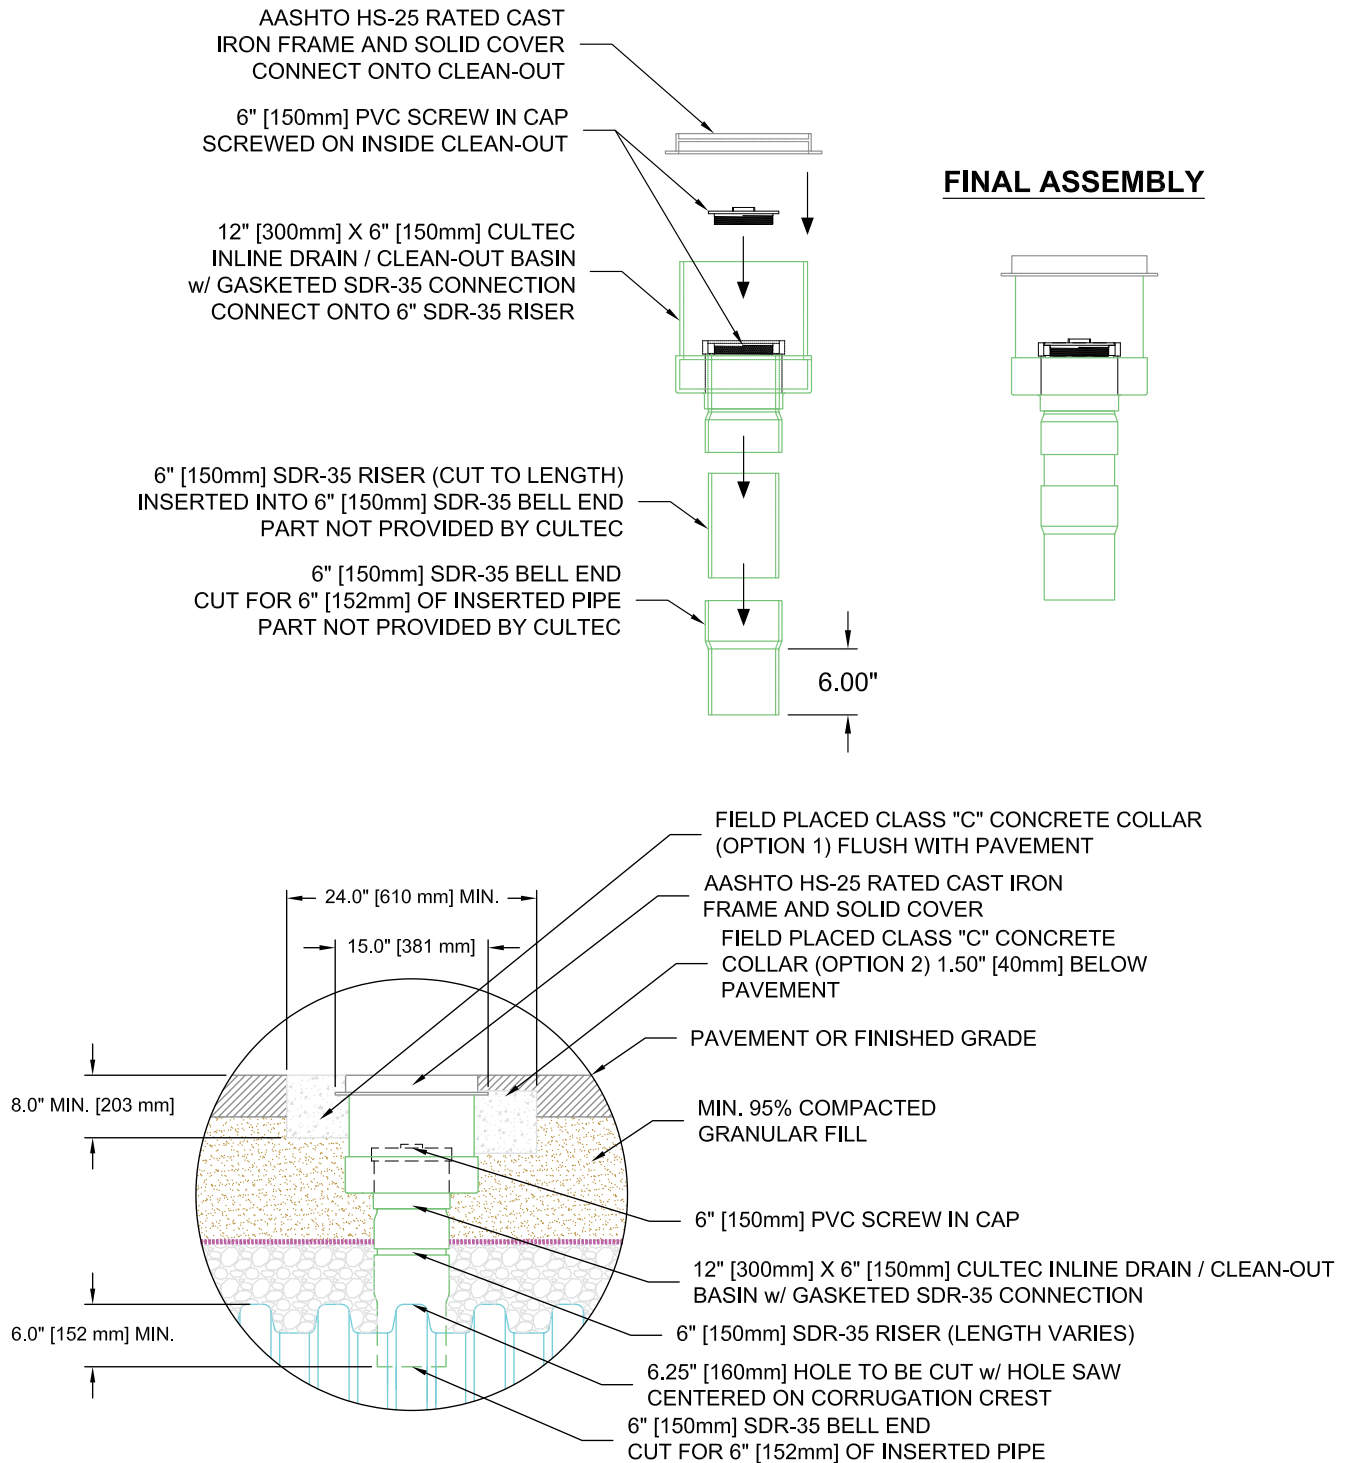 AASHTO HS-25 RATED CAST
IRON FRAME AND SOLID COVER
CONNECT ONTO CLEAN-OUT
6" [150mm] PVC SCREW IN CAP
SCREWED ON INSIDE CLEAN-OUT
FINAL ASSEMBLY
12" [300mm] X 6" [150mm] CULTEC
INLINE DRAIN / CLEAN-OUT BASIN
w/ GASKETED SDR-35 CONNECTION
CONNECT ONTO 6" SDR-35 RISER
6" [150mm] SDR-35 RISER (CUT TO LENGTH)
INSERTED INTO 6" [150mm] SDR-35 BELL END
PART NOT PROVIDED BY CULTEC
6" [150mm] SDR-35 BELL END
CUT FOR 6" [152mm] OF INSERTED PIPE
PART NOT PROVIDED BY CULTEC
6.00"
FIELD PLACED CLASS "C" CONCRETE COLLAR
(OPTION 1) FLUSH WITH PAVEMENT
24.0" [610 mm] MIN.
AASHTO HS-25 RATED CAST IRON
FRAME AND SOLID COVER
15.0" [381 mm]
FIELD PLACED CLASS "C" CONCRETE
COLLAR (OPTION 2) 1.50" [40mm] BELOW
PAVEMENT
PAVEMENT OR FINISHED GRADE
8.0" MIN. [203 mm]
MIN. 95% COMPACTED
GRANULAR FILL
6" [150mm] PVC SCREW IN CAP
12" [300mm] X 6" [150mm] CULTEC INLINE DRAIN / CLEAN-OUT
BASIN w/ GASKETED SDR-35 CONNECTION
6.0" [152 mm] MIN.
6" [150mm] SDR-35 RISER (LENGTH VARIES)
6.25" [160mm] HOLE TO BE CUT w/ HOLE SAW
CENTERED ON CORRUGATION CREST
6" [150mm] SDR-35 BELL END
CUT FOR 6" [152mm] OF INSERTED PIPE